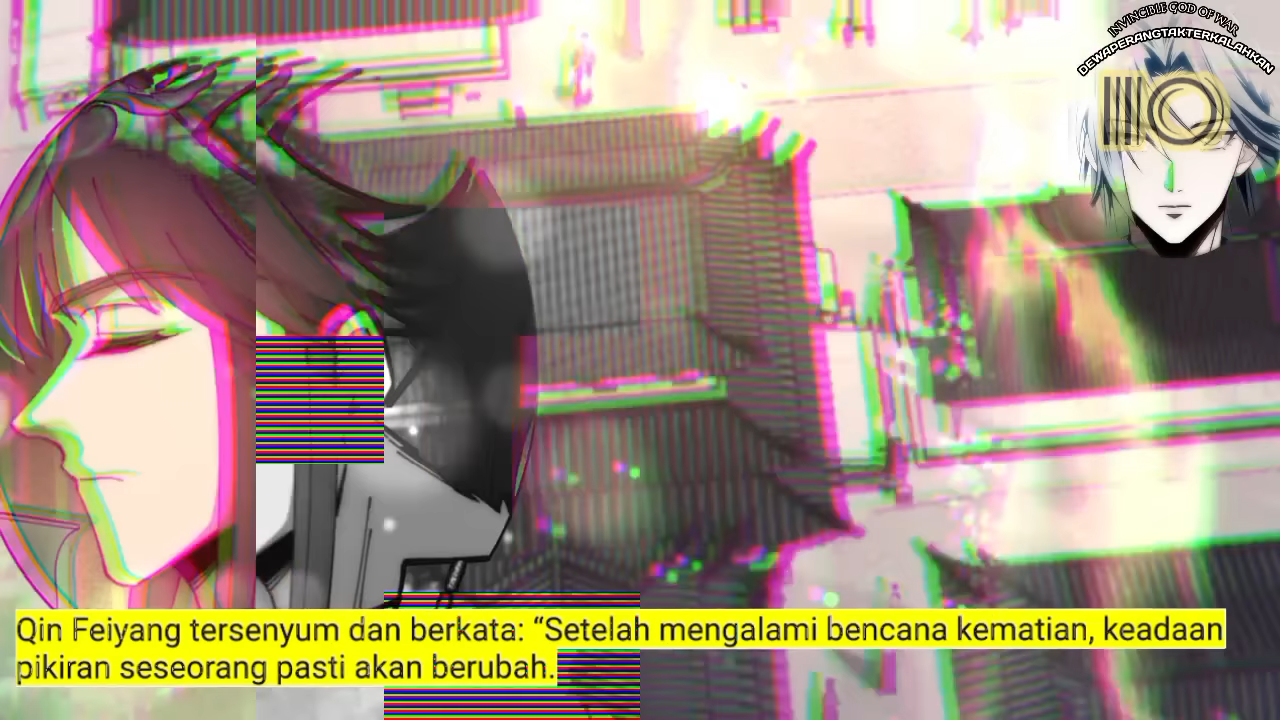 INVINCIBLE GOD OF WAR
DEWAPERANGTAKTERKALAHKAN
Qin Feiyang tersenyum dan berkata: “Setelah mengalami bencana kematian, keadaan
pikiran seseorang pasti akan berubah.